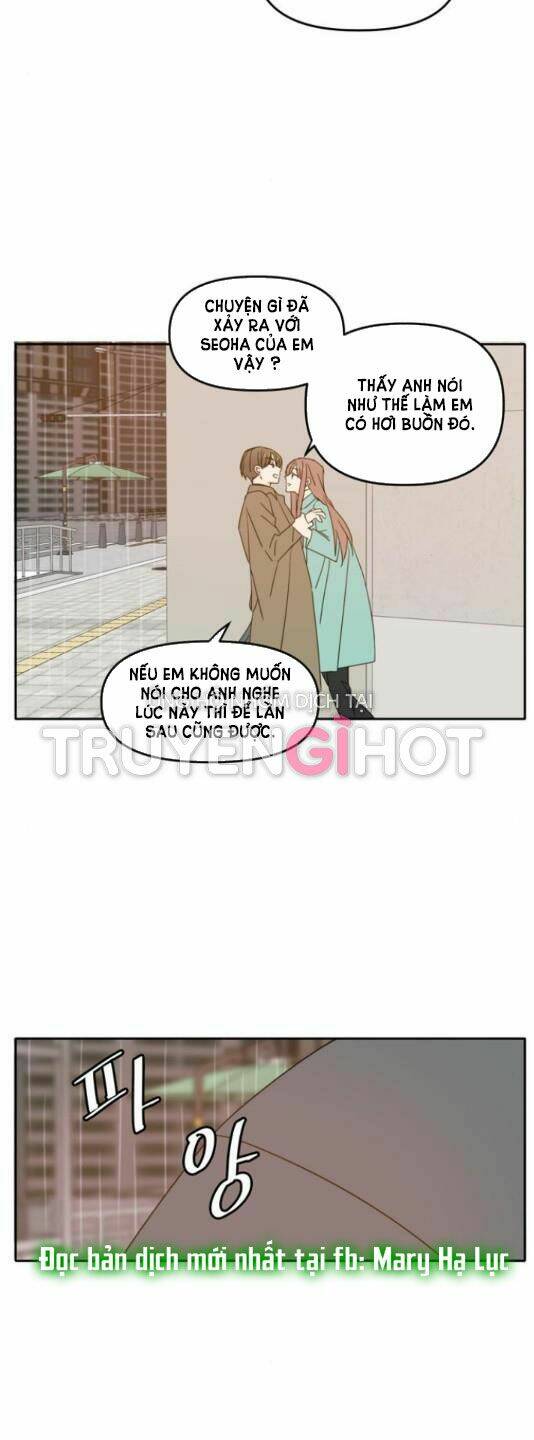 CHUYỆN GÌ ĐÃ
XẢY RA VỚI
SEOHA CỦA EM
VẬY ?
THẤY ANH NÓI
NHƯ THẾ LÀM EM
CÓ HƠI BUỒN ĐÓ.
NẾU EM KHÔNG MUỐN
NÓI CHO ANH NGHE
LÚC NÀY THÌ ĐỂ LẦN
SAU CŨNG ĐƯỢC.
DỊCH TẠI
TRUYENGIHOT
파앙
Đọc bản dịch mới nhất tại fb: Mary Hạ Lục